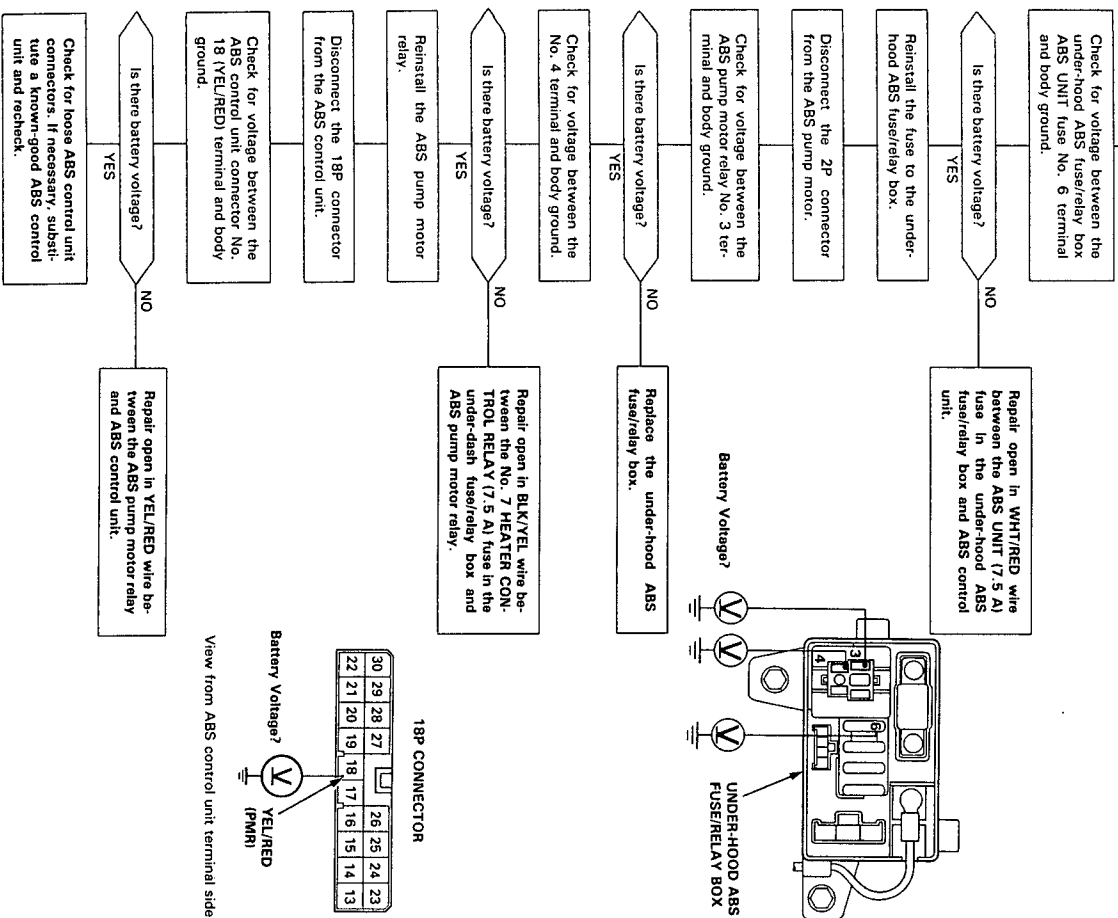 Check for voltage between the
under-hood ABS fuse/relay box
ABS UNIT fuse No. 6 terminal
and body ground.
Is there battery voltage?
NO
Repair open in WHT/RED wire
between the ABS UNIT (7.5 A)
fuse in the under-hood ABS
fuse/relay box and ABS control
unit.
YES
Reinstall the fuse to the under-
hood ABS fuse/relay box.
Disconnect the 2P connector
from the ABS pump motor.
Check for voltage between the
ABS pump motor relay No. 3 ter-
minal and body ground.
Is there battery voltage?
NO
Replace the under-hood ABS
fuse/relay box.
YES
Check for voltage between the
No. 4 terminal and body ground.
Is there battery voltage?
NO
Repair open in BLK/YEL wire be-
tween the No. 7 HEATER CON-
TROL RELAY (7.5 A) fuse in the
under-dash fuse/relay box and
ABS pump motor relay.
YES
Reinstall the ABS pump motor
relay.
Disconnect the 18P connector
from the ABS control unit.
Check for voltage between the
ABS control unit connector No.
18 (YEL/RED) terminal and body
ground.
Is there battery voltage?
NO
Repair open in YEL/RED wire be-
tween the ABS pump motor relay
and ABS control unit.
YES
Check for loose ABS control unit
connectors. If necessary, substi-
tute a known-good ABS control
unit and recheck.
UNDER-HOOD ABS
FUSE/RELAY BOX
3
4
6
Battery Voltage?
V
V
V
18P CONNECTOR
30 29 28 27 26 25 24 23
22 21 20 19 18 17 16 15 14 13
Battery Voltage?
V
YEL/RED
(PMR)
View from ABS control unit terminal side